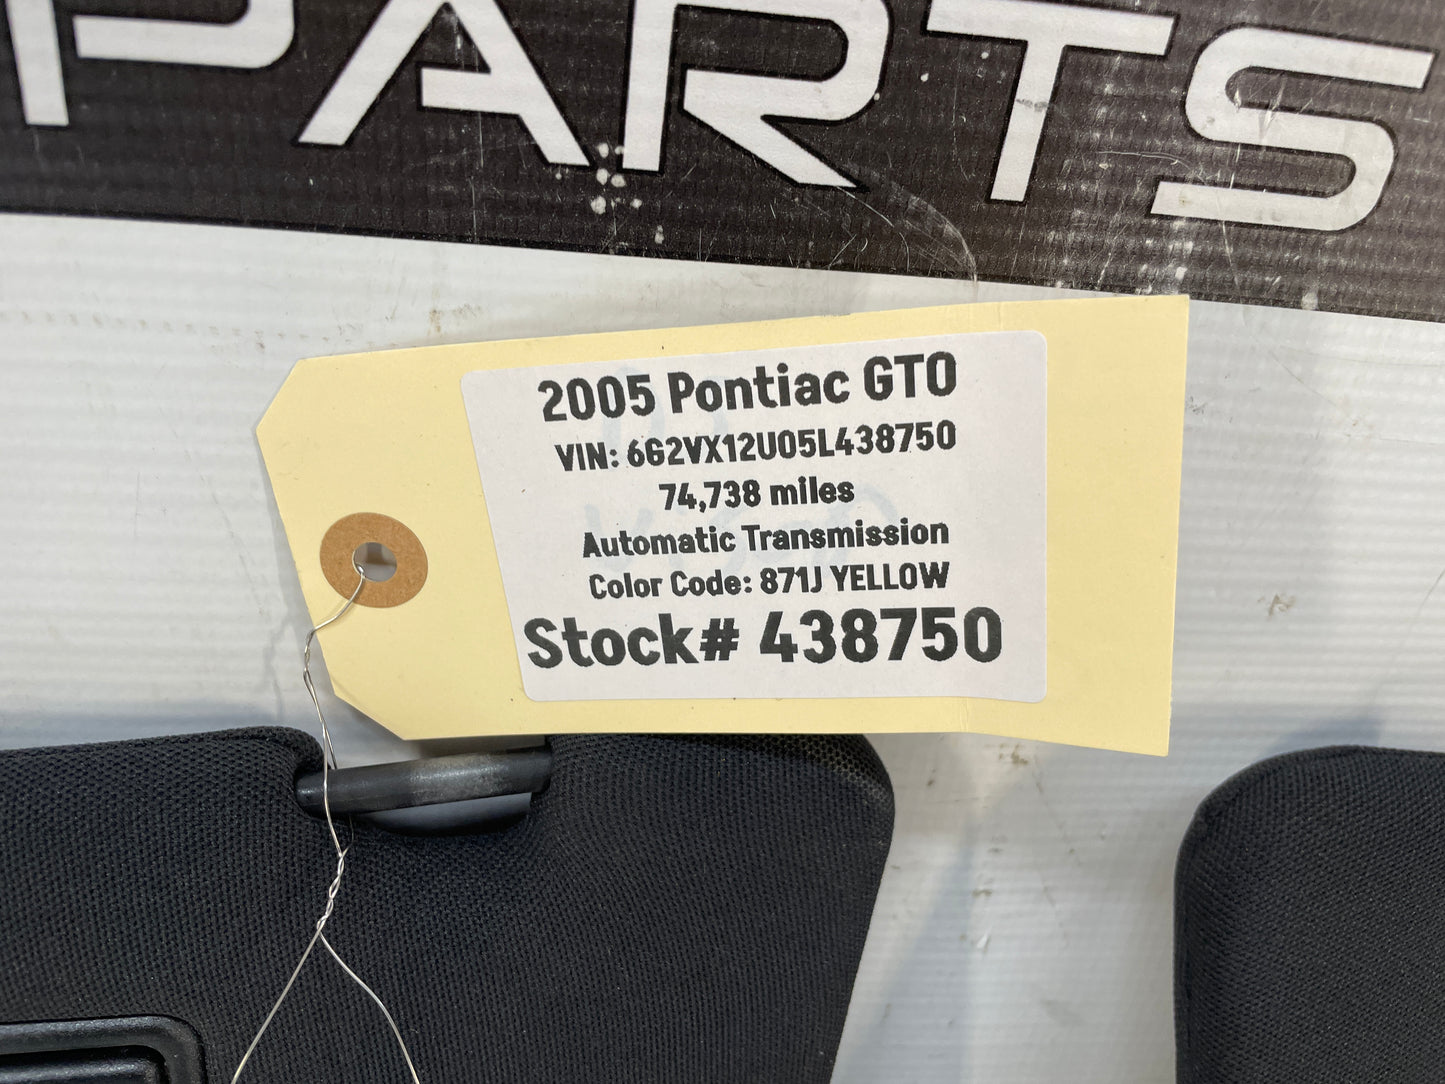 PARTS
2005 Pontiac GTO
VIN: 6G2VX12U05L438750
74,738 miles
Automatic Transmission
Color Code: 871J YELLOW
Stock# 438750